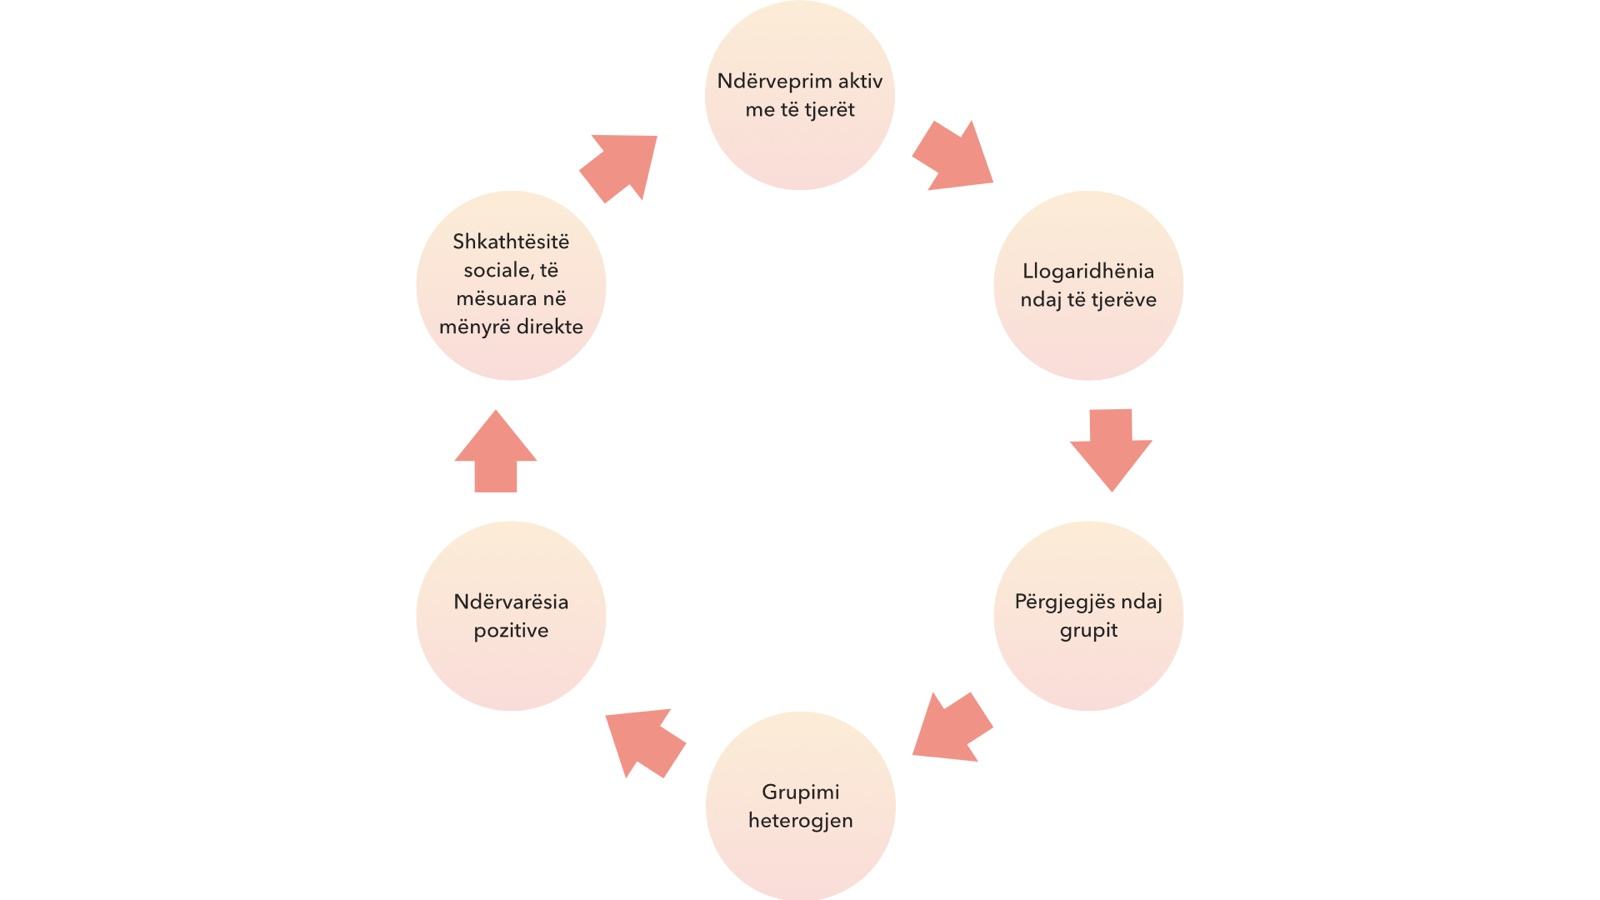 Ndërveprim aktiv
me të tjerët
Llogaridhënia
ndaj të tjerëve
Përgjegjës ndaj
grupit
Grupimi
heterogjen
Ndërvarësia
pozitive
Shkathtësitë
sociale, të
mësuara në
mënyrë direkte